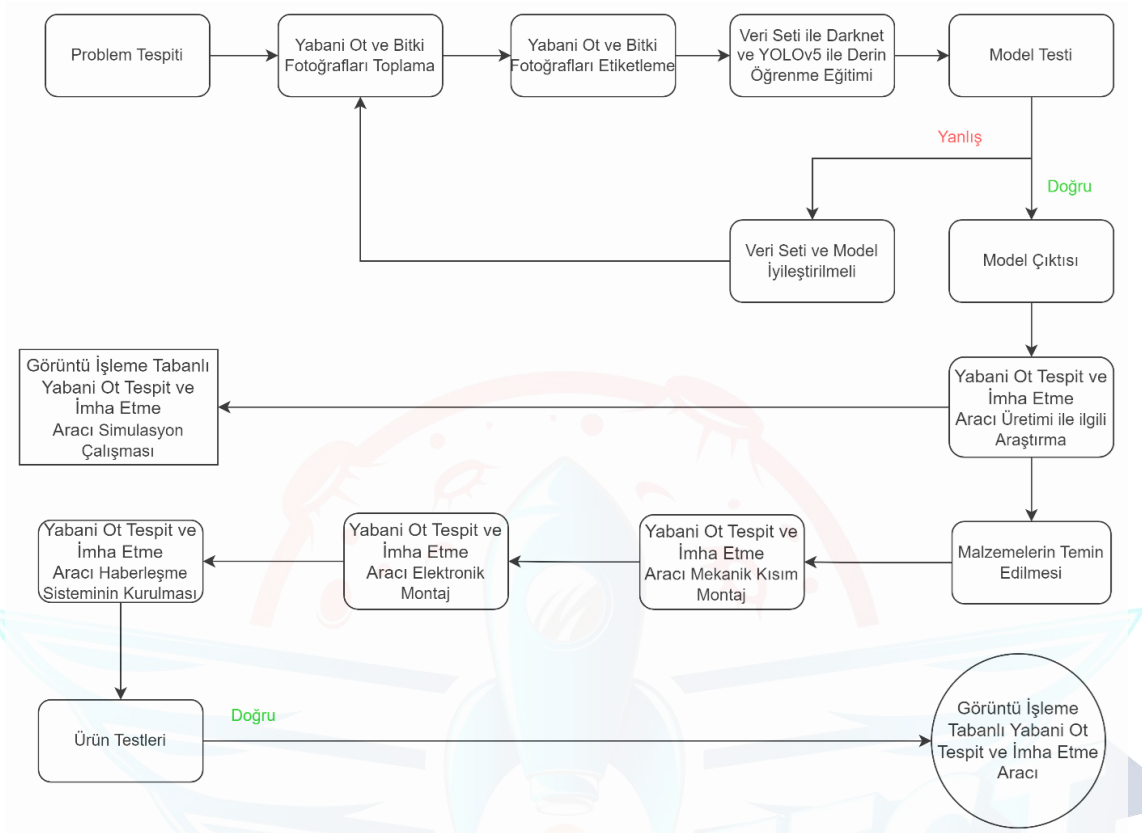 Problem Tespiti
Yabani Ot ve Bitki
Fotoğrafları Toplama
Yabani Ot ve Bitki
Fotoğrafları Etiketleme
Veri Seti ile Darknet
ve YOLOv5 ile Derin
Öğrenme Eğitimi
Model Testi
Yanlış
Doğru
Veri Seti ve Model
İyileştirilmeli
Model Çıktısı
Görüntü İşleme Tabanlı
Yabani Ot Tespit ve
İmha Etme
Aracı Simulasyon
Çalışması
Yabani Ot Tespit ve
İmha Etme
Aracı Üretimi ile ilgili
Araştırma
Yabani Ot Tespit ve
İmha Etme
Aracı Haberleşme
Sisteminin Kurulması
Yabani Ot Tespit ve
İmha Etme
Aracı Elektronik
Montaj
Yabani Ot Tespit ve
İmha Etme
Aracı Mekanik Kısım
Montaj
Malzemelerin Temin
Edilmesi
Ürün Testleri
Doğru
Görüntü İşleme
Tabanlı Yabani Ot
Tespit ve İmha Etme
Aracı